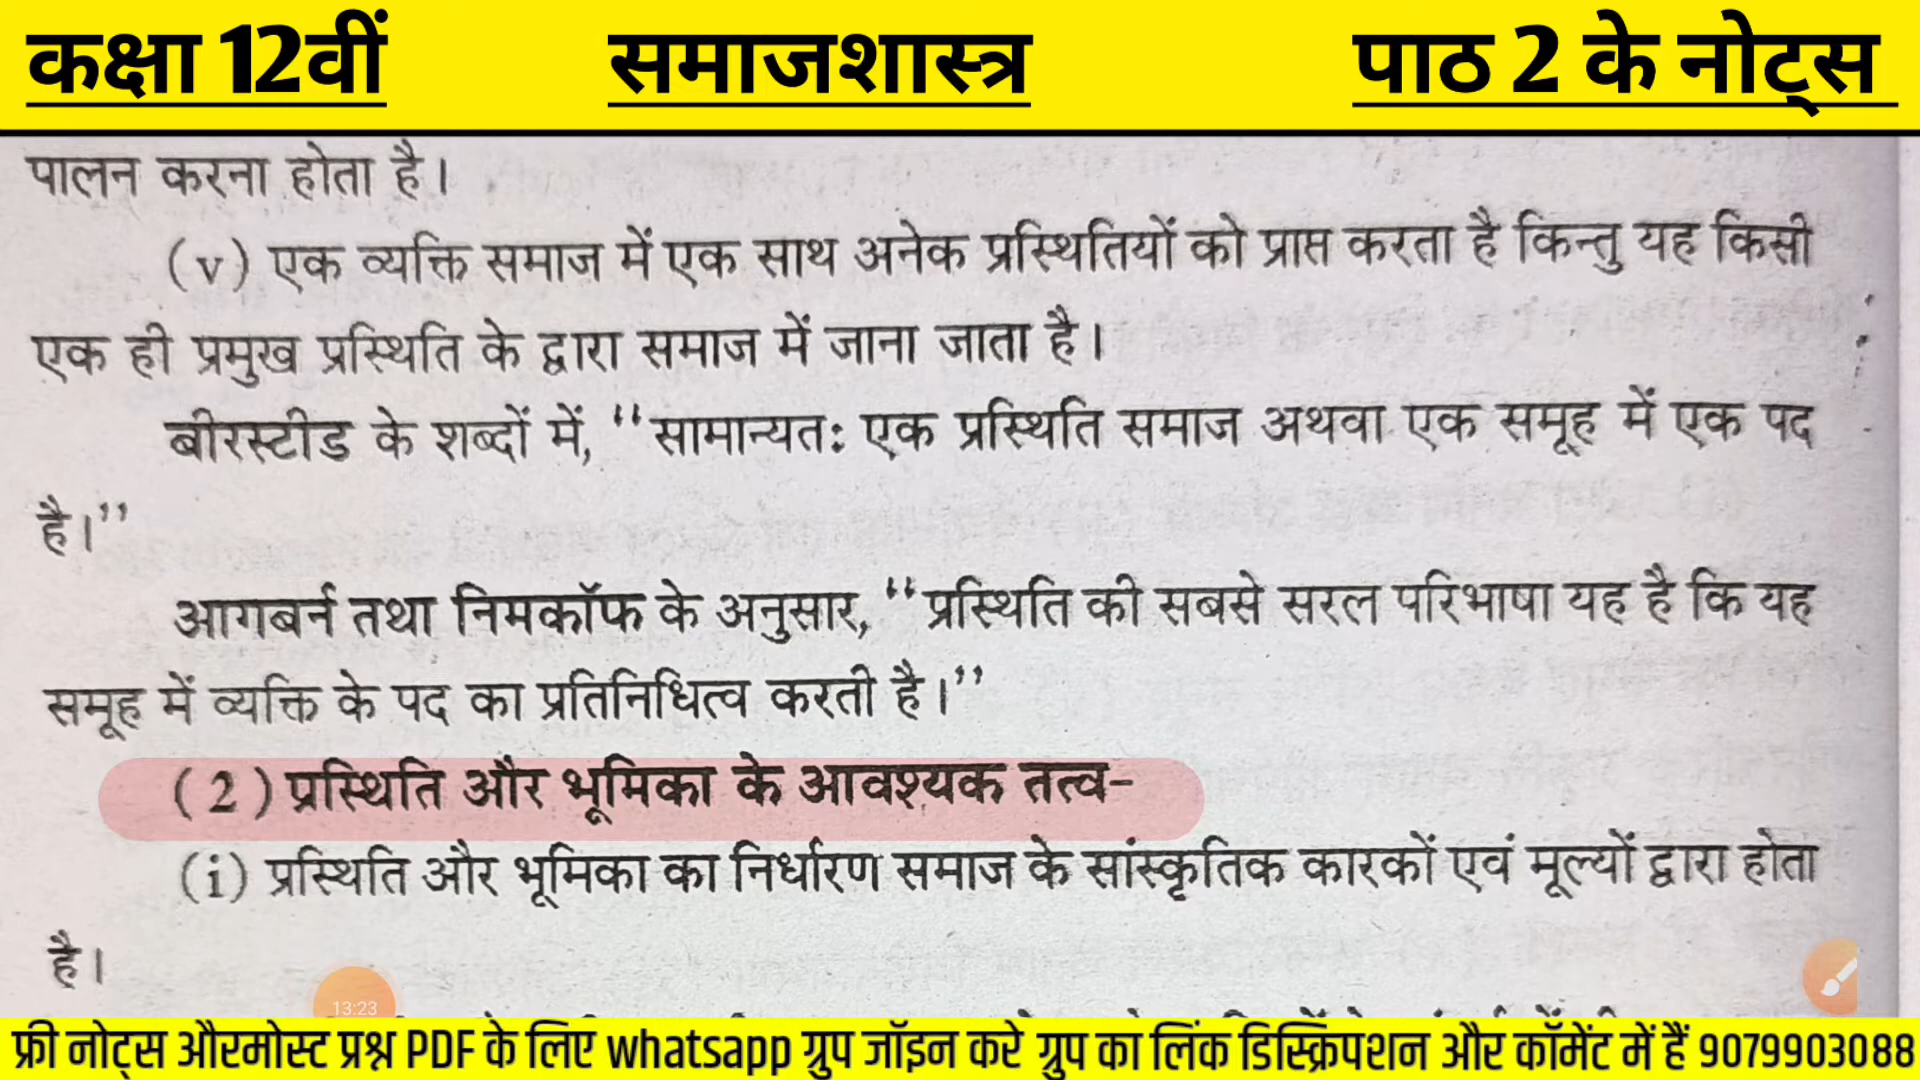 कक्षा 12वीं समाजशास्त्र पाठ 2 के नोट्स
पालन करना होता है।
(v) एक व्यक्ति समाज में एक साथ अनेक प्रस्थितियों को प्राप्त करता है किन्तु यह किसी
एक ही प्रमुख प्रस्थिति के द्वारा समाज में जाना जाता है।
बीरस्टीड के शब्दों में, ‘‘सामान्यतः एक प्रस्थिति समाज अथवा एक समूह में एक पद
है।’’
आगबर्न तथा निमकॉफ के अनुसार, ‘‘प्रस्थिति की सबसे सरल परिभाषा यह है कि यह
समूह में व्यक्ति के पद का प्रतिनिधित्व करती है।’’
(2) प्रस्थिति और भूमिका के आवश्यक तत्व-
(i) प्रस्थिति और भूमिका का निर्धारण समाज के सांस्कृतिक कारकों एवं मूल्यों द्वारा होता
है।
13:23
फ्री नोट्स औरमोस्ट प्रश्न PDF के लिए whatsapp ग्रुप जॉइन करे ग्रुप का लिंक डिस्क्रिपशन और कॉमेंट में हैं 9079903088